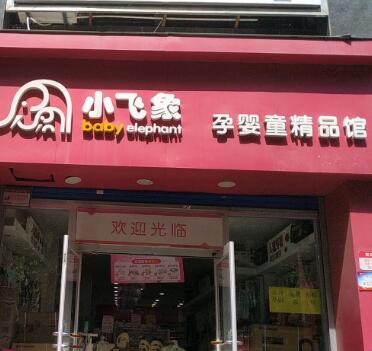 小飞象
baby elephant
孕婴童精品馆
欢迎光临